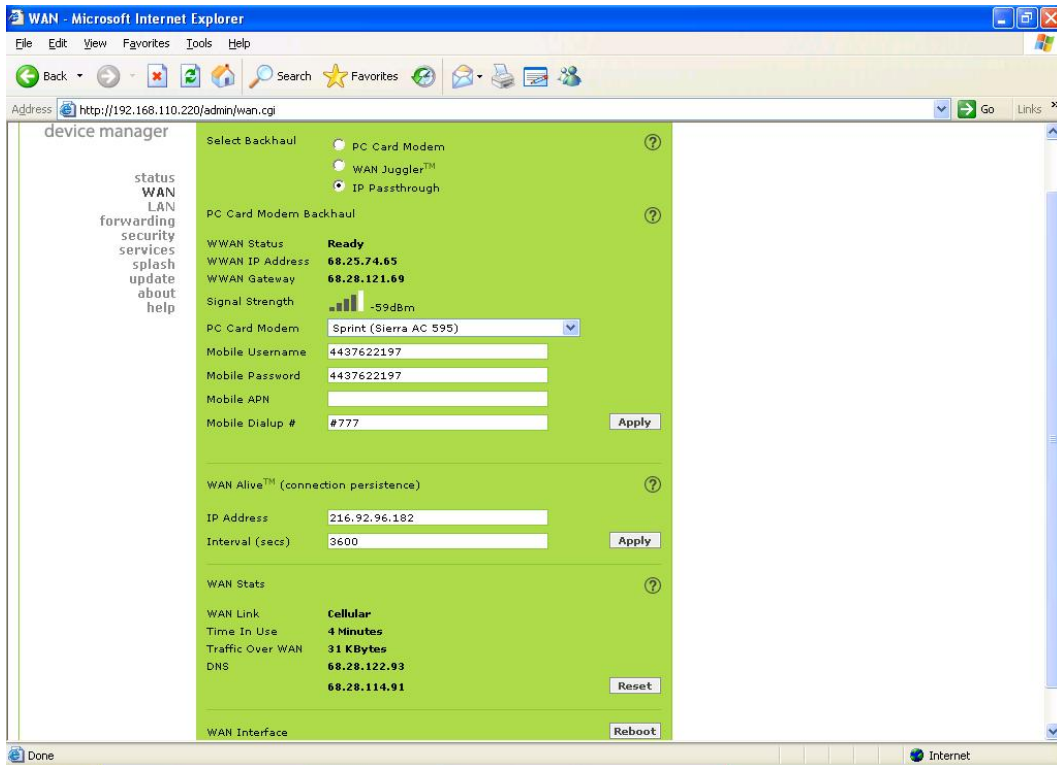 WAN - Microsoft Internet Explorer
File Edit View Favorites Tools Help
Back Search Favorites
Address http://192.168.110.220/admin/wan.cgi Go Links »
device manager
status
WAN
LAN
forwarding
security
services
splash
update
about
help
Select Backhaul
PC Card Modem ?
WAN Juggler™
IP Passthrough
PC Card Modem Backhaul ?
WWAN Status Ready
WWAN IP Address 68.25.74.65
WWAN Gateway 68.28.121.69
Signal Strength -59dBm
PC Card Modem Sprint (Sierra AC 595)
Mobile Username 4437622197
Mobile Password 4437622197
Mobile APN
Mobile Dialup # #777 Apply
WAN Alive™ (connection persistence) ?
IP Address 216.92.96.182
Interval (secs) 3600 Apply
WAN Stats ?
WAN Link Cellular
Time In Use 4 Minutes
Traffic Over WAN 31 KBytes
DNS 68.28.122.93
68.28.114.91 Reset
WAN Interface Reboot
Done Internet